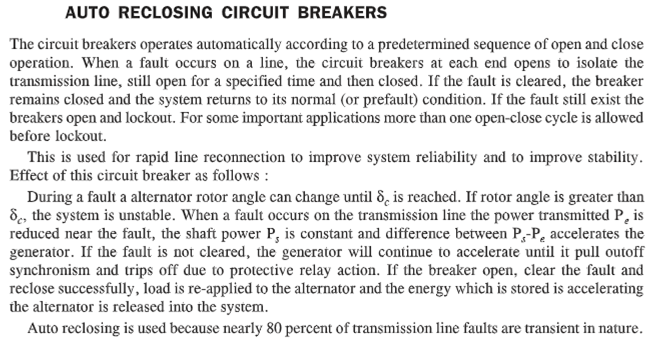 AUTO RECLOSING CIRCUIT BREAKERS
The circuit breakers operates automatically according to a predetermined sequence of open and close
operation. When a fault occurs on a line, the circuit breakers at each end opens to isolate the
transmission line, still open for a specified time and then closed. If the fault is cleared, the breaker
remains closed and the system returns to its normal (or prefault) condition. If the fault still exist the
breakers open and lockout. For some important applications more than one open-close cycle is allowed
before lockout.
This is used for rapid line reconnection to improve system reliability and to improve stability.
Effect of this circuit breaker as follows :
During a fault a alternator rotor angle can change until δc is reached. If rotor angle is greater than
δc, the system is unstable. When a fault occurs on the transmission line the power transmitted Pe is
reduced near the fault, the shaft power Ps is constant and difference between Ps-Pe accelerates the
generator. If the fault is not cleared, the generator will continue to accelerate until it pull outoff
synchronism and trips off due to protective relay action. If the breaker open, clear the fault and
reclose successfully, load is re-applied to the alternator and the energy which is stored is accelerating
the alternator is released into the system.
Auto reclosing is used because nearly 80 percent of transmission line faults are transient in nature.